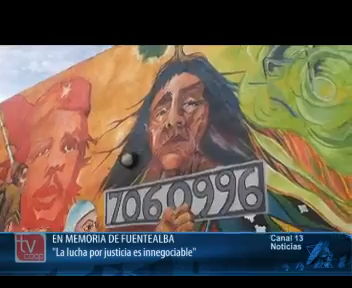 7060996
EN MEMORIA DE FUENTEALBA
"La lucha por justicia es innegociable"
Canal 13
Noticias
tv